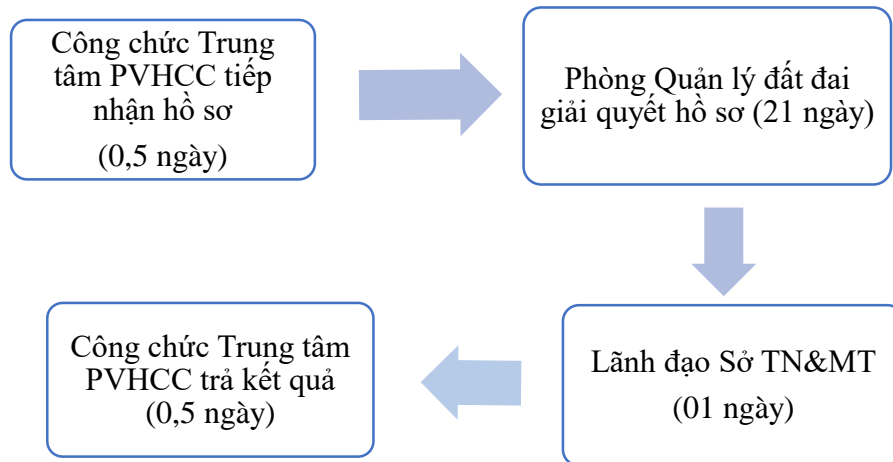 Công chức Trung
tâm PVHCC tiếp
nhận hồ sơ
(0,5 ngày)
Phòng Quản lý đất đai
giải quyết hồ sơ (21 ngày)
Lãnh đạo Sở TN&MT
(01 ngày)
Công chức Trung tâm
PVHCC trả kết quả
(0,5 ngày)